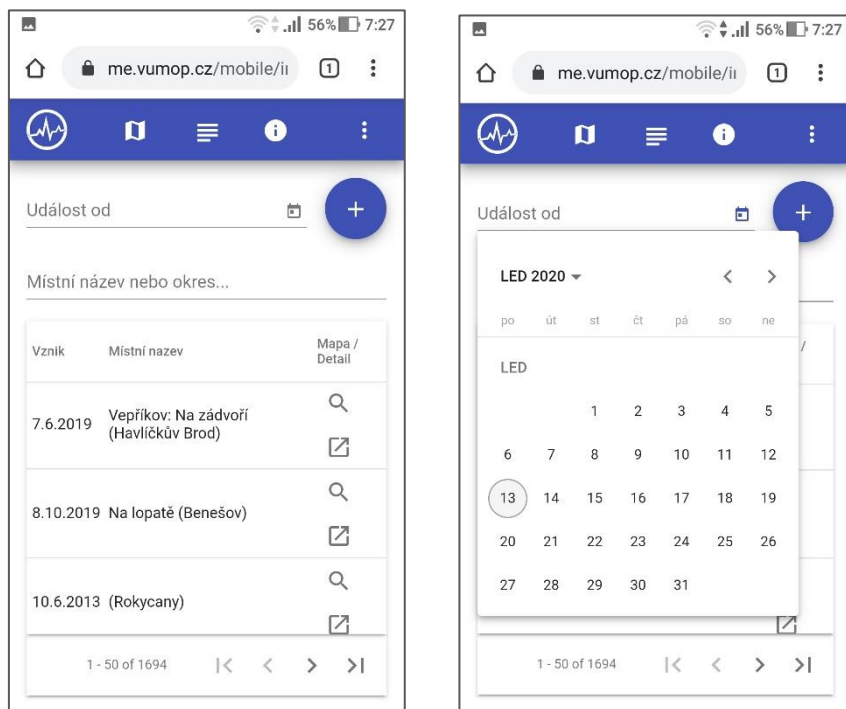 56% 7:27
me.vumop.cz/mobile/ii
1
Událost od
Místní název nebo okres...
Vznik Místní nazev Mapa / Detail
7.6.2019 Vepříkov: Na zádvoří (Havlíčkův Brod)
8.10.2019 Na lopatě (Benešov)
10.6.2013 (Rokycany)
1 - 50 of 1694
56% 7:27
me.vumop.cz/mobile/ii
1
Událost od
LED 2020
po út st čt pá so ne
/
LED
1 2 3 4 5
6 7 8 9 10 11 12
13 14 15 16 17 18 19
20 21 22 23 24 25 26
27 28 29 30 31
1 - 50 of 1694